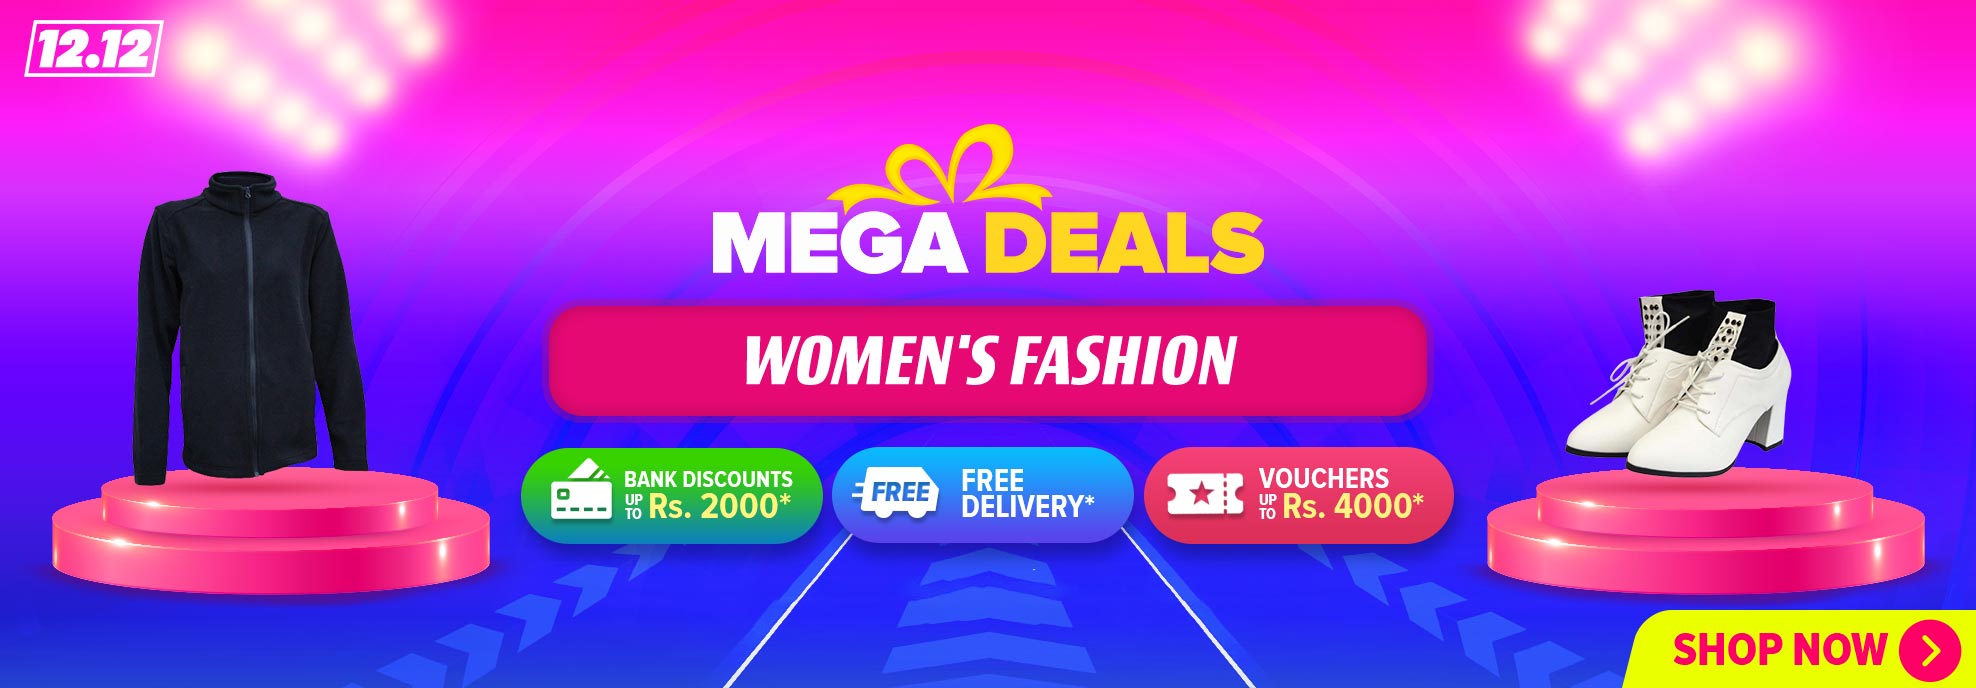 12.12
MEGA DEALS
WOMEN'S FASHION
BANK DISCOUNTS
UP TO Rs. 2000*
FREE
FREE
DELIVERY*
VOUCHERS
UP TO Rs. 4000*
SHOP NOW